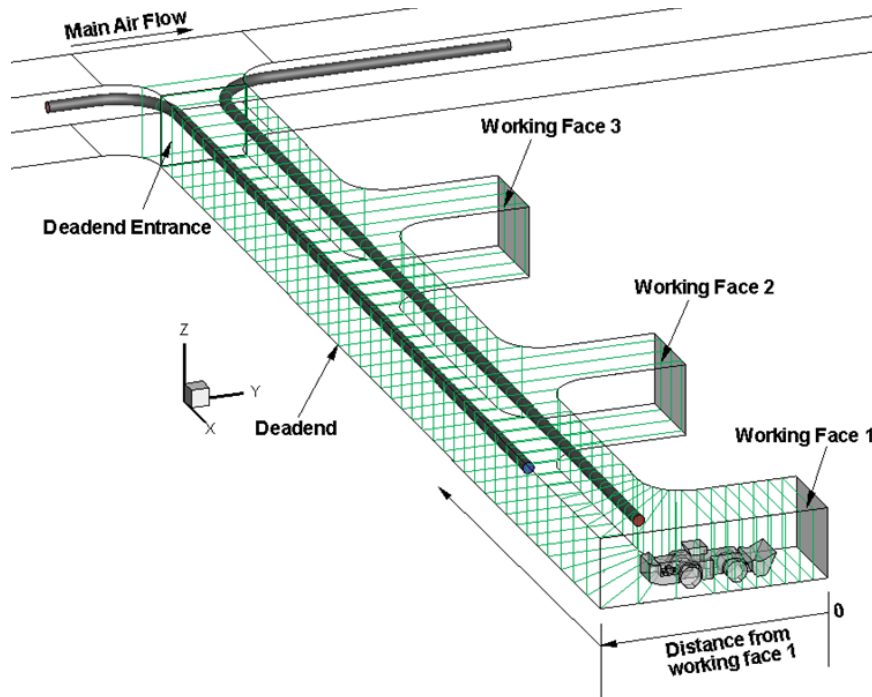 Main Air Flow
Working Face 3
Deadend Entrance
Working Face 2
Z
Y
X
Deadend
Working Face 1
0
Distance from
working face 1